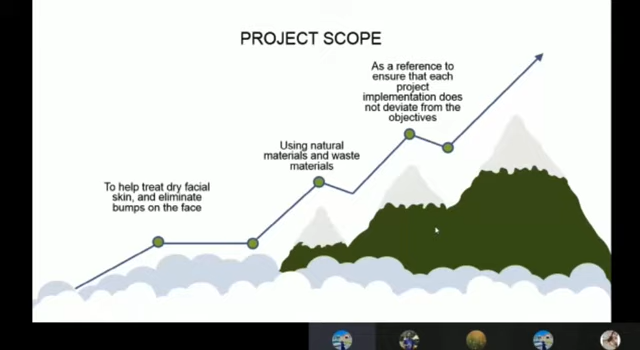 PROJECT SCOPE
As a reference to
ensure that each
project
implementation does
not deviate from the
objectives
Using natural
materials and waste
materials
To help treat dry facial
skin, and eliminate
bumps on the face